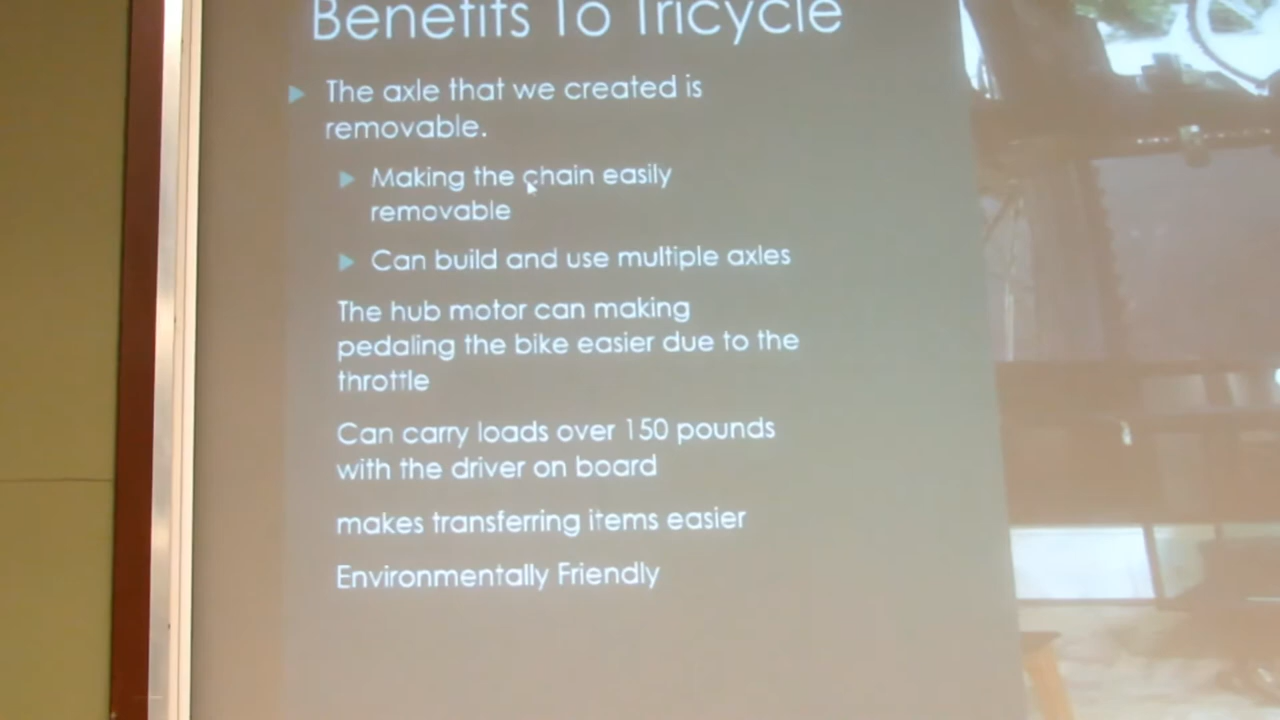 Benefits To Tricycle
The axle that we created is
removable.
Making the chain easily
removable
Can build and use multiple axles
The hub motor can making
pedaling the bike easier due to the
throttle
Can carry loads over 150 pounds
with the driver on board
makes transferring items easier
Environmentally Friendly